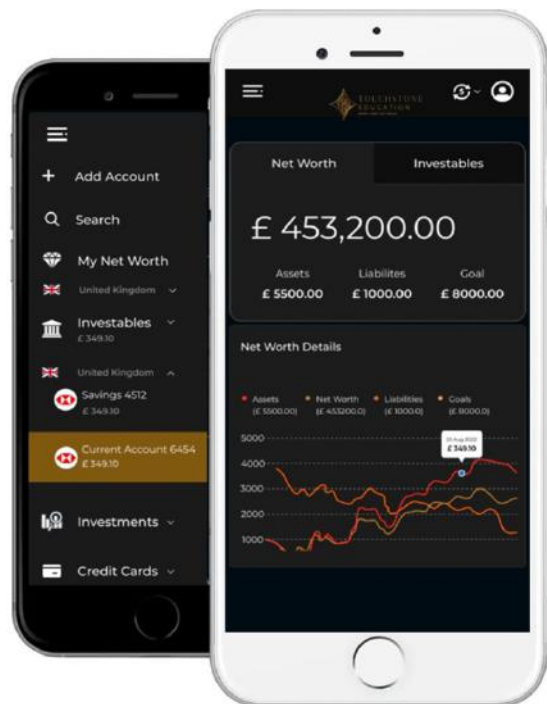 Add Account
Search
My Net Worth
United Kingdom
Investables
£ 349.10
United Kingdom
Savings 4512
£ 349.10
Current Account 6454
£ 349.10
Investments
Credit Cards
TOUCHSTONE
EDUCATION
Net Worth
Investables
£ 453,200.00
Assets
Liabilites
Goal
£ 5500.00
£ 1000.00
£ 8000.00
Net Worth Details
Assets
(£ 5500.00)
Net Worth
(£ 453200.0)
Liabilities
(£ 1000.0)
Goals
(£ 8000.0)
5000
4000
3000
2000
1000
£ 349.10